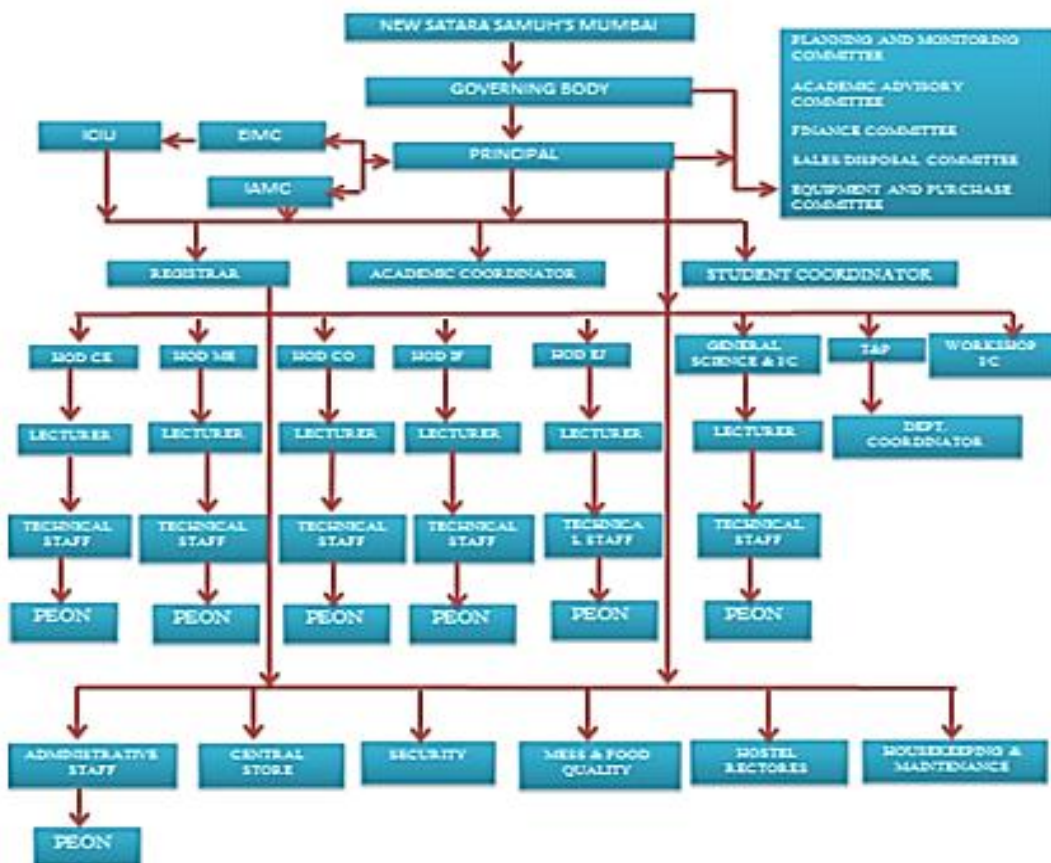 NEW SATARA SAMUH'S MUMBAI
PLANNING AND MONITORING
COMMITTEE
ACADEMIC ADVISORY
COMMITTEE
FINANCE COMMITTEE
SALES/DISPOSAL COMMITTEE
EQUIPMENT AND PURCHASE
COMMITTEE
GOVERNING BODY
ICIU
EIMC
PRINCIPAL
IAMC
REGISTRAR
ACADEMIC COORDINATOR
STUDENT COORDINATOR
HOD CE
HOD ME
HOD CO
HOD IF
HOD EJ
GENERAL
SCIENCE & I/C
TAP
WORKSHOP
I/C
LECTURER
LECTURER
LECTURER
LECTURER
LECTURER
LECTURER
DEPT.
COORDINATOR
TECHNICAL
STAFF
TECHNICAL
STAFF
TECHNICAL
STAFF
TECHNICAL
STAFF
TECHNICA
L STAFF
TECHNICAL
STAFF
PEON
PEON
PEON
PEON
PEON
PEON
ADMINISTRATIVE
STAFF
CENTRAL
STORE
SECURITY
MESS & FOOD
QUALITY
HOSTEL
RECTORES
HOUSEKEEPING &
MAINTENANCE
PEON